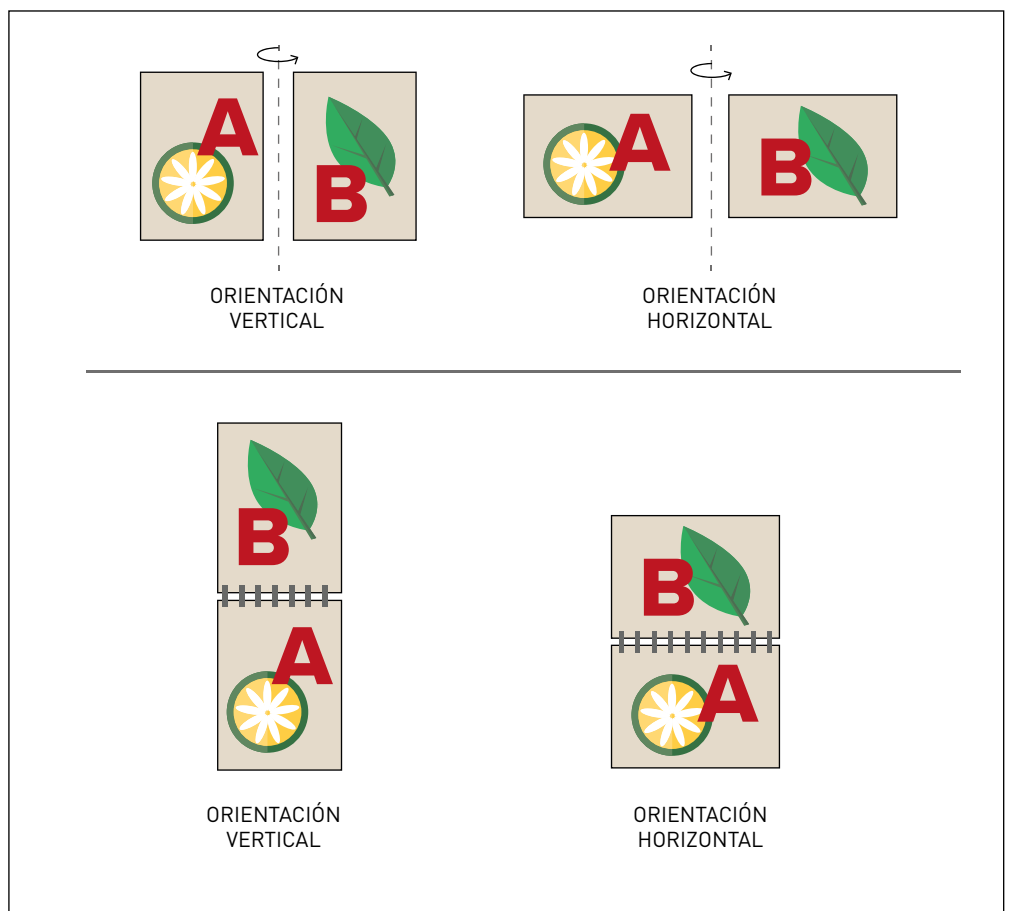 A
B
A
B
ORIENTACIÓN
VERTICAL
ORIENTACIÓN
HORIZONTAL
B
A
B
A
ORIENTACIÓN
VERTICAL
ORIENTACIÓN
HORIZONTAL